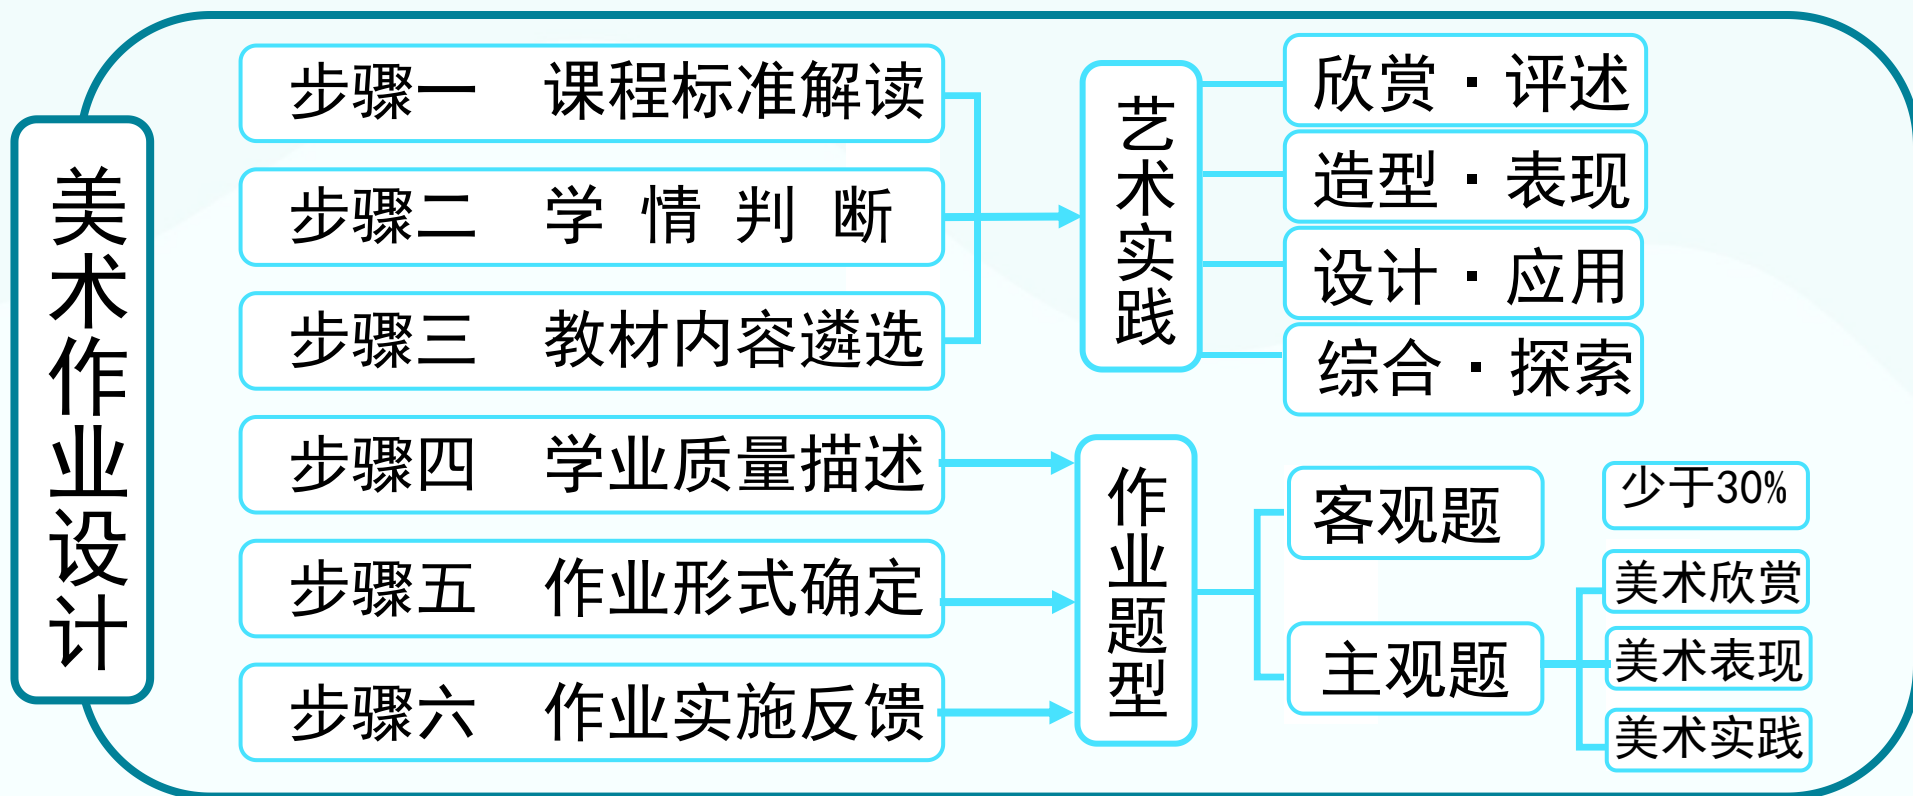 美术作业设计
步骤一 课程标准解读
步骤二 学 情 判 断
步骤三 教材内容遴选
步骤四 学业质量描述
步骤五 作业形式确定
步骤六 作业实施反馈
艺术实践
欣赏·评述
造型·表现
设计·应用
综合·探索
作业题型
客观题
少于30%
主观题
美术欣赏
美术表现
美术实践